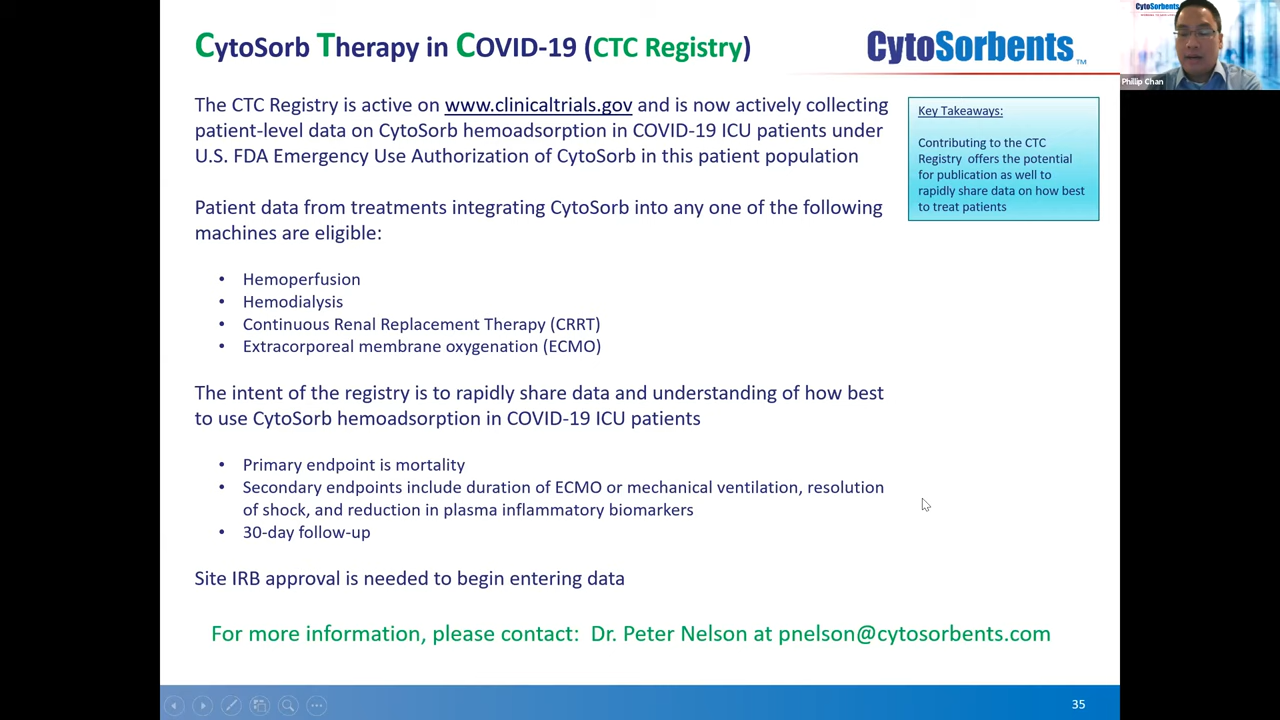 CytoSorb Therapy in COVID-19 (CTC Registry)
CytoSorbents™
CytoSorbents
Phillip Chan
The CTC Registry is active on www.clinicaltrials.gov and is now actively collecting
patient-level data on CytoSorb hemoadsorption in COVID-19 ICU patients under
U.S. FDA Emergency Use Authorization of CytoSorb in this patient population
Key Takeaways:
Contributing to the CTC
Registry offers the potential
for publication as well to
rapidly share data on how best
to treat patients
Patient data from treatments integrating CytoSorb into any one of the following
machines are eligible:
• Hemoperfusion
• Hemodialysis
• Continuous Renal Replacement Therapy (CRRT)
• Extracorporeal membrane oxygenation (ECMO)
The intent of the registry is to rapidly share data and understanding of how best
to use CytoSorb hemoadsorption in COVID-19 ICU patients
• Primary endpoint is mortality
• Secondary endpoints include duration of ECMO or mechanical ventilation, resolution
of shock, and reduction in plasma inflammatory biomarkers
• 30-day follow-up
Site IRB approval is needed to begin entering data
For more information, please contact: Dr. Peter Nelson at pnelson@cytosorbents.com
35